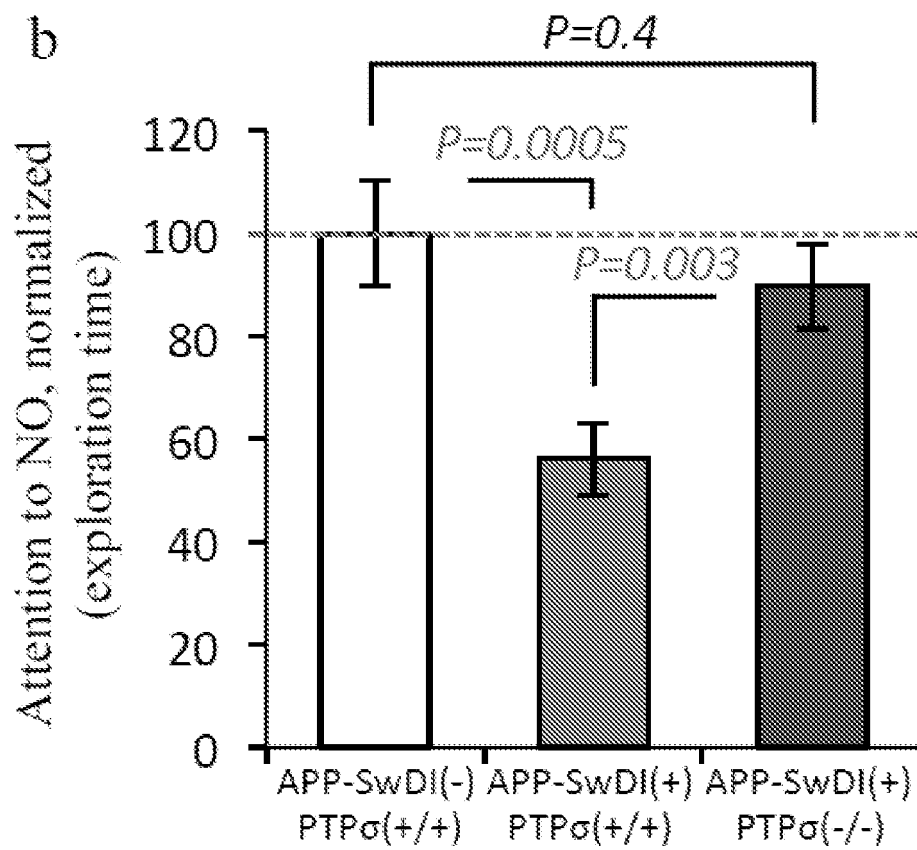 b
P=0.4
P=0.0005
P=0.003
Attention to NO, normalized
(exploration time)
120
100
80
60
40
20
0
APP-SwDI(-)
PTPσ(+/+)
APP-SwDI(+)
PTPσ(+/+)
APP-SwDI(+)
PTPσ(-/-)